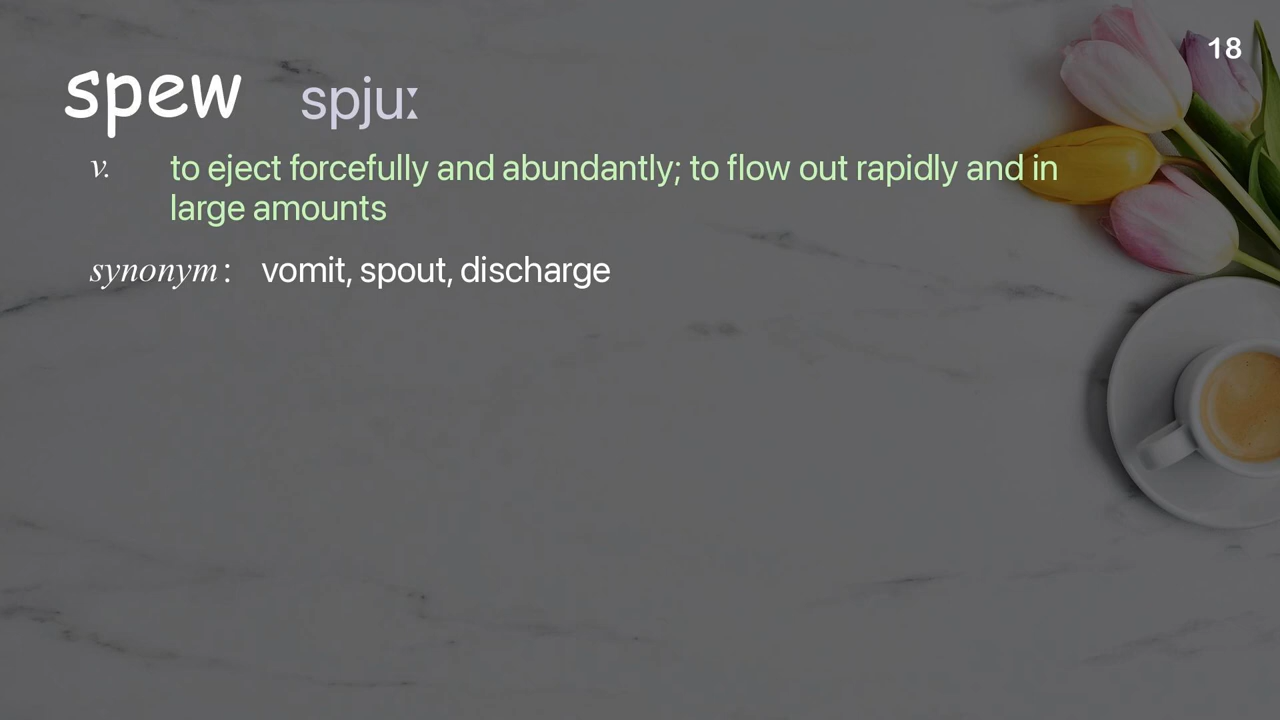 18
spew spjuː
v. to eject forcefully and abundantly; to flow out rapidly and in
large amounts
synonym : vomit, spout, discharge